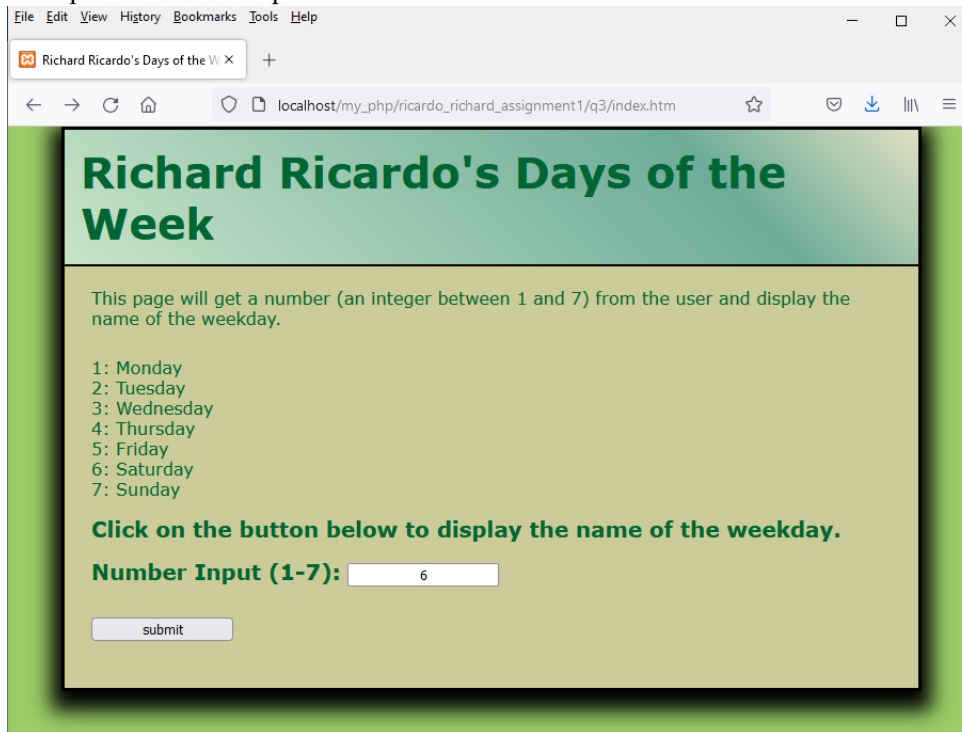 File Edit View History Bookmarks Tools Help
Richard Ricardo's Days of the W
localhost/my_php/ricardo_richard_assignment1/q3/index.htm
Richard Ricardo's Days of the
Week
This page will get a number (an integer between 1 and 7) from the user and display the
name of the weekday.
1: Monday
2: Tuesday
3: Wednesday
4: Thursday
5: Friday
6: Saturday
7: Sunday
Click on the button below to display the name of the weekday.
Number Input (1-7): 6
submit